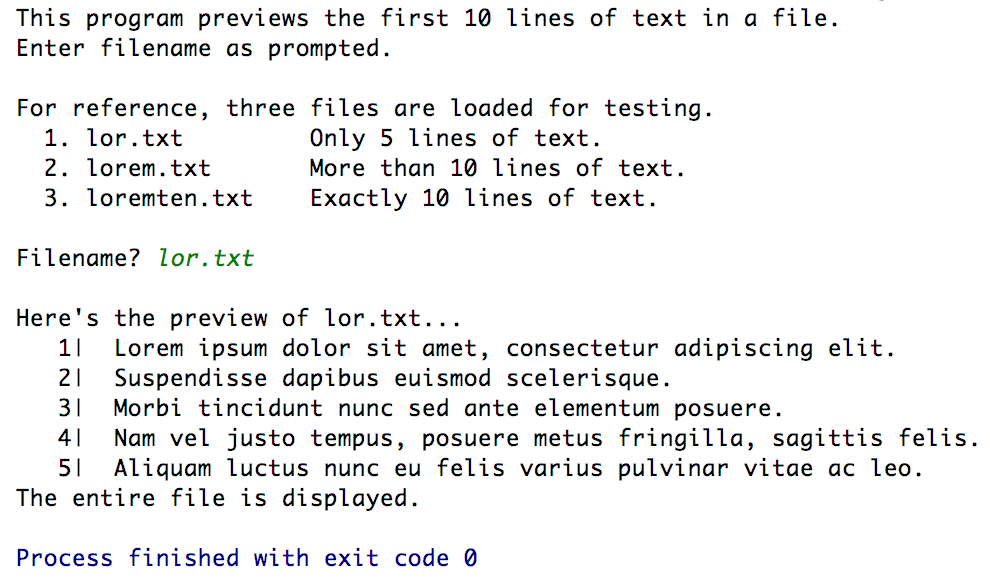 This program previews the first 10 lines of text in a file.
Enter filename as prompted.
For reference, three files are loaded for testing.
1. lor.txt Only 5 lines of text.
2. lorem.txt More than 10 lines of text.
3. loremten.txt Exactly 10 lines of text.
Filename? lor.txt
Here's the preview of lor.txt...
1| Lorem ipsum dolor sit amet, consectetur adipiscing elit.
2| Suspendisse dapibus euismod scelerisque.
3| Morbi tincidunt nunc sed ante elementum posuere.
4| Nam vel justo tempus, posuere metus fringilla, sagittis felis.
5| Aliquam luctus nunc eu felis varius pulvinar vitae ac leo.
The entire file is displayed.
Process finished with exit code 0